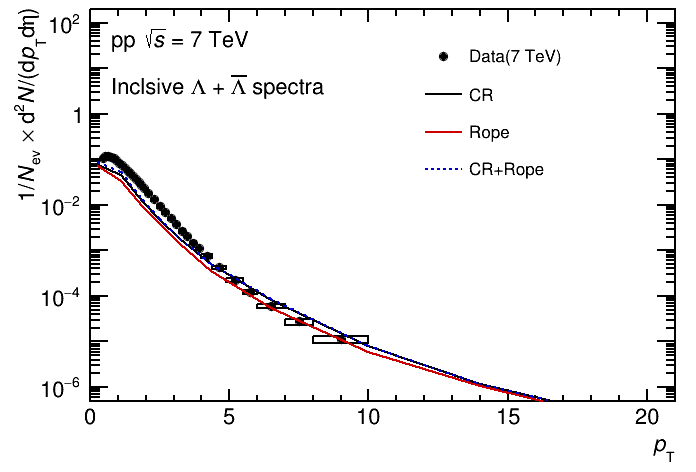 pp √s = 7 TeV
Inclsive Λ + Λ̅ spectra
Data(7 TeV)
CR
Rope
CR+Rope
1/N_ev × d²N/(dp_T dη)
10²
1
10⁻²
10⁻⁴
10⁻⁶
0 5 10 15 20
p_T